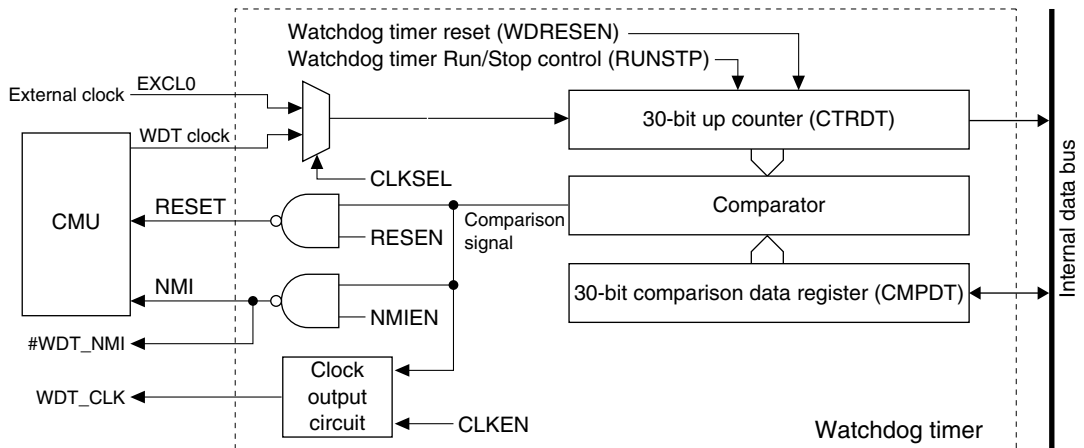 Watchdog timer reset (WDRESEN)
Watchdog timer Run/Stop control (RUNSTP)
External clock
EXCL0
WDT clock
30-bit up counter (CTRDT)
CLKSEL
CMU
RESET
RESEN
Comparison
signal
Comparator
NMI
NMIEN
30-bit comparison data register (CMPDT)
Internal data bus
#WDT_NMI
WDT_CLK
Clock
output
circuit
CLKEN
Watchdog timer